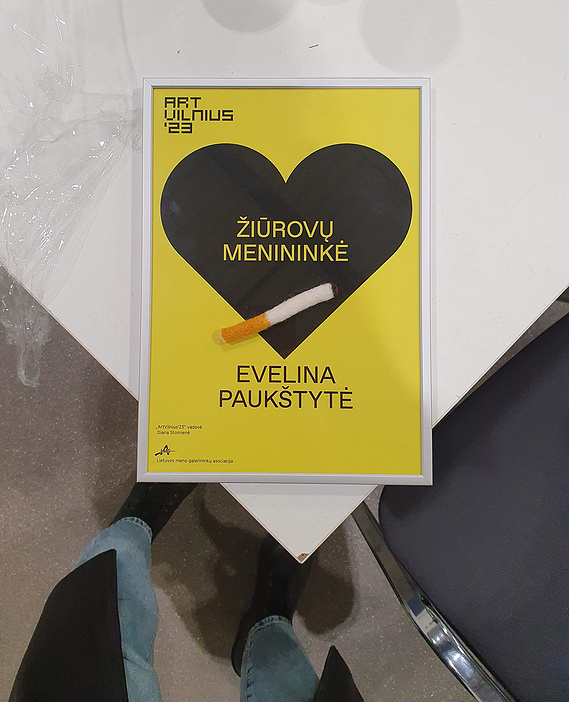 ART
VILNIUS
'23
ŽIŪROVŲ
MENININKĖ
EVELINA
PAUKŠTYTĖ
„ArtVilnius'23" vadovė
Diana Stomienė
Lietuvos meno galerininkų asociacija